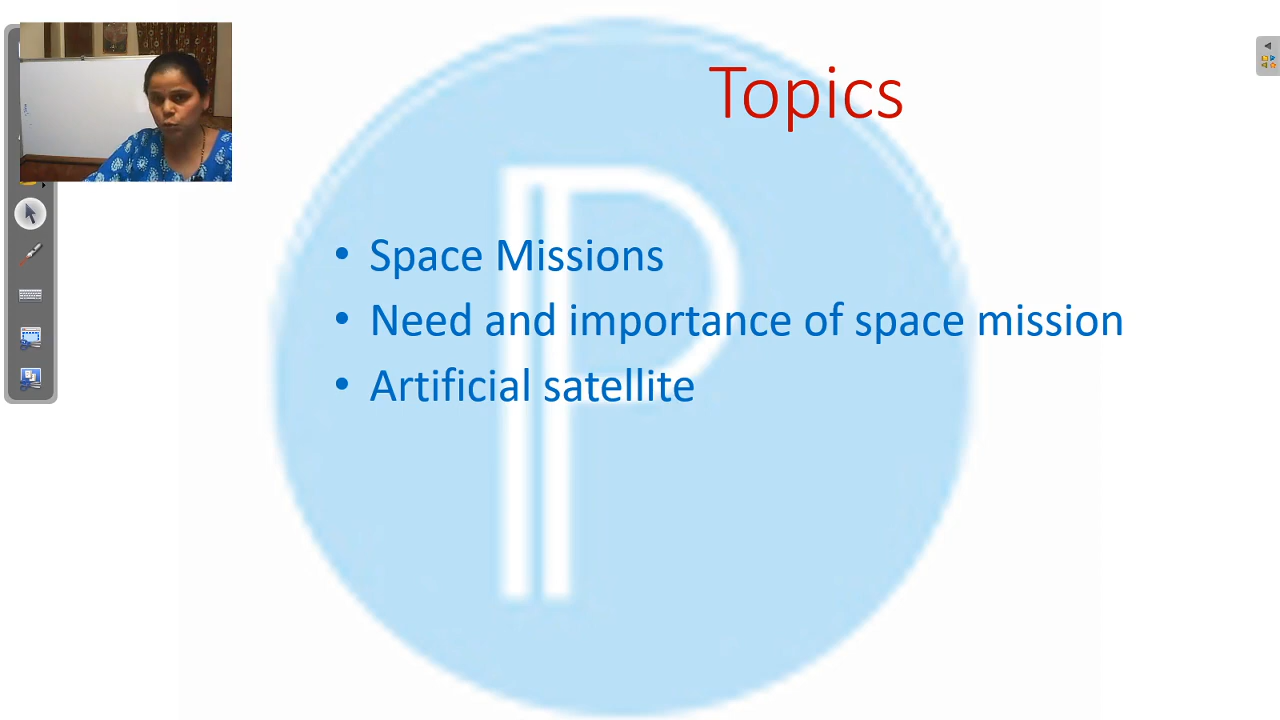 Topics
• Space Missions
• Need and importance of space mission
• Artificial satellite